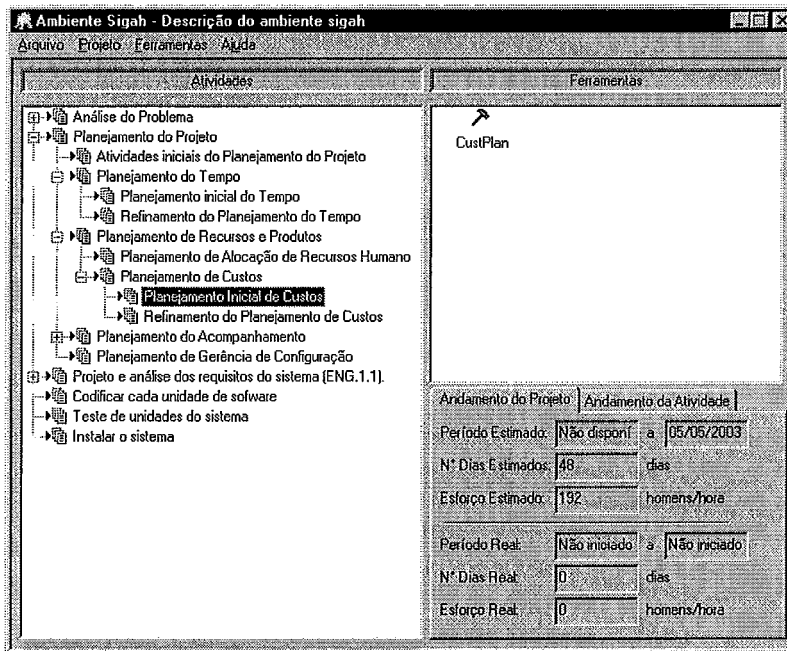 Ambiente Sigah - Descrição do ambiente sigah
Arquivo Projeto Ferramentas Ajuda
Atividades
Análise do Problema
Planejamento do Projeto
Atividades iniciais do Planejamento do Projeto
Planejamento do Tempo
Planejamento inicial do Tempo
Refinamento do Planejamento do Tempo
Planejamento de Recursos e Produtos
Planejamento de Alocação de Recursos Humano
Planejamento de Custos
Planejamento Inicial de Custos
Refinamento do Planejamento de Custos
Planejamento do Acompanhamento
Planejamento de Gerência de Configuração
Projeto e análise dos requisitos do sistema (ENG.1.1).
Codificar cada unidade de sofware
Teste de unidades do sistema
Instalar o sistema
Ferramentas
CustPlan
Andamento do Projeto Andamento da Atividade
Período Estimado: Não disponí a 05/05/2003
N° Dias Estimados: 48 dias
Esforço Estimado: 192 homens/hora
Período Real: Não iniciado a Não iniciado
N° Dias Real: 0 dias
Esforço Real: 0 homens/hora